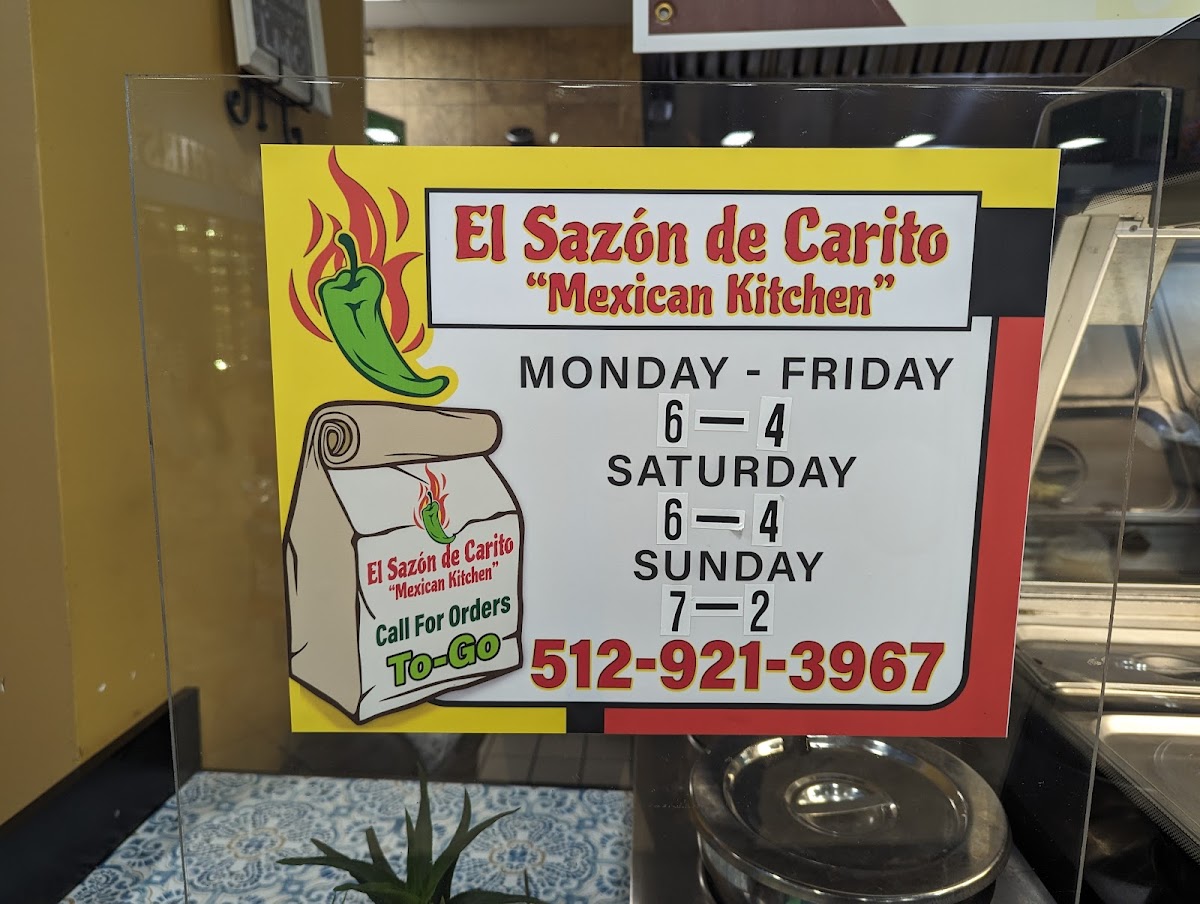 El Sazón de Carito
“Mexican Kitchen”
MONDAY - FRIDAY
6 — 4
SATURDAY
6 — 4
SUNDAY
7 — 2
512-921-3967
El Sazón de Carito
“Mexican Kitchen”
Call For Orders
To-Go